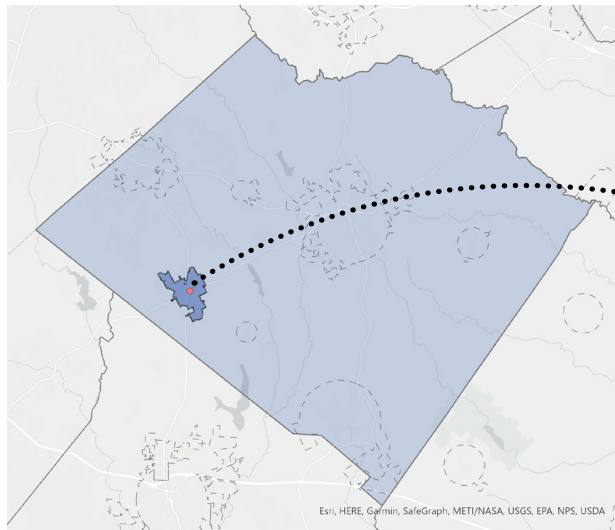 Esri, HERE, Garmin, SafeGraph, METI/NASA, USGS, EPA, NPS, USDA